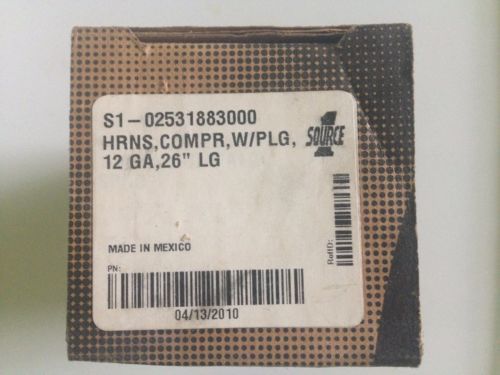 S1-02531883000
HRNS,COMPR,W/PLG,
12 GA,26" LG
1
SOURCE
MADE IN MEXICO
RefID:
PN:
04/13/2010